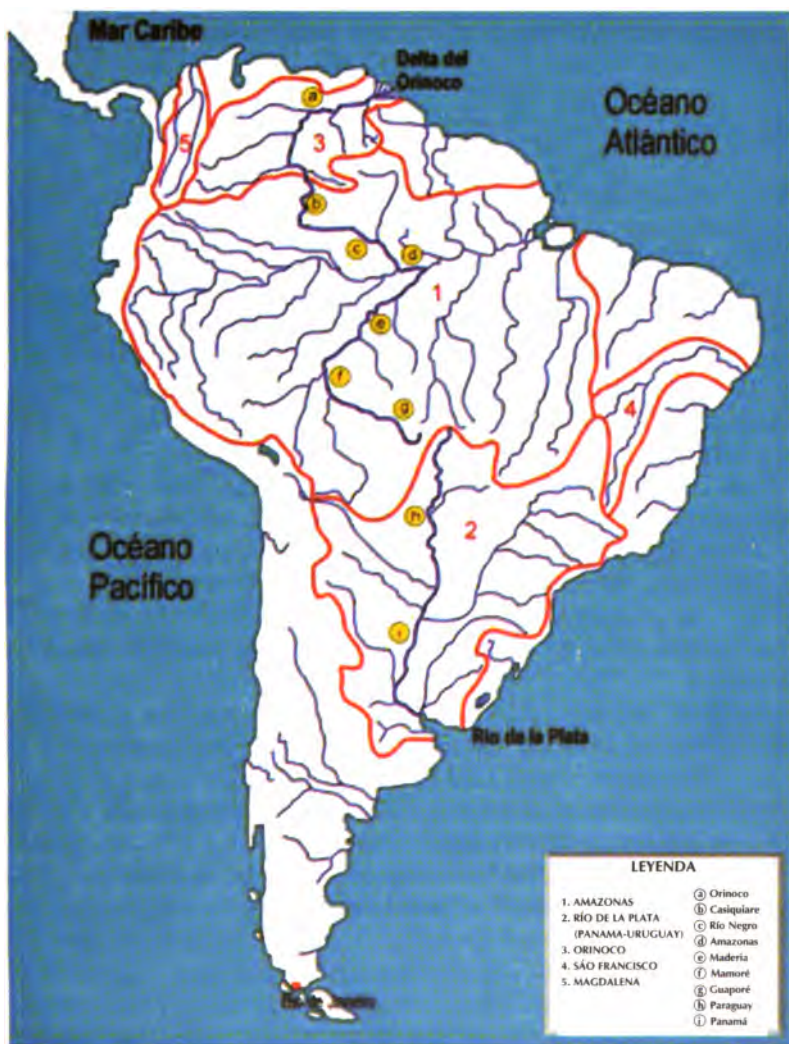 Mar Caribe
Delta del
Orinoco
Océano
Atlántico
a
5
3
b
c
d
1
e
f
g
4
h
2
Océano
Pacífico
i
Río de la Plata
LEYENDA
1. AMAZONAS
2. RÍO DE LA PLATA
(PANAMA-URUGUAY)
3. ORINOCO
4. SÁO FRANCISCO
5. MAGDALENA
a Orinoco
b Casiquiare
c Río Negro
d Amazonas
e Maderia
f Mamoré
g Guaporé
h Paraguay
i Panamá